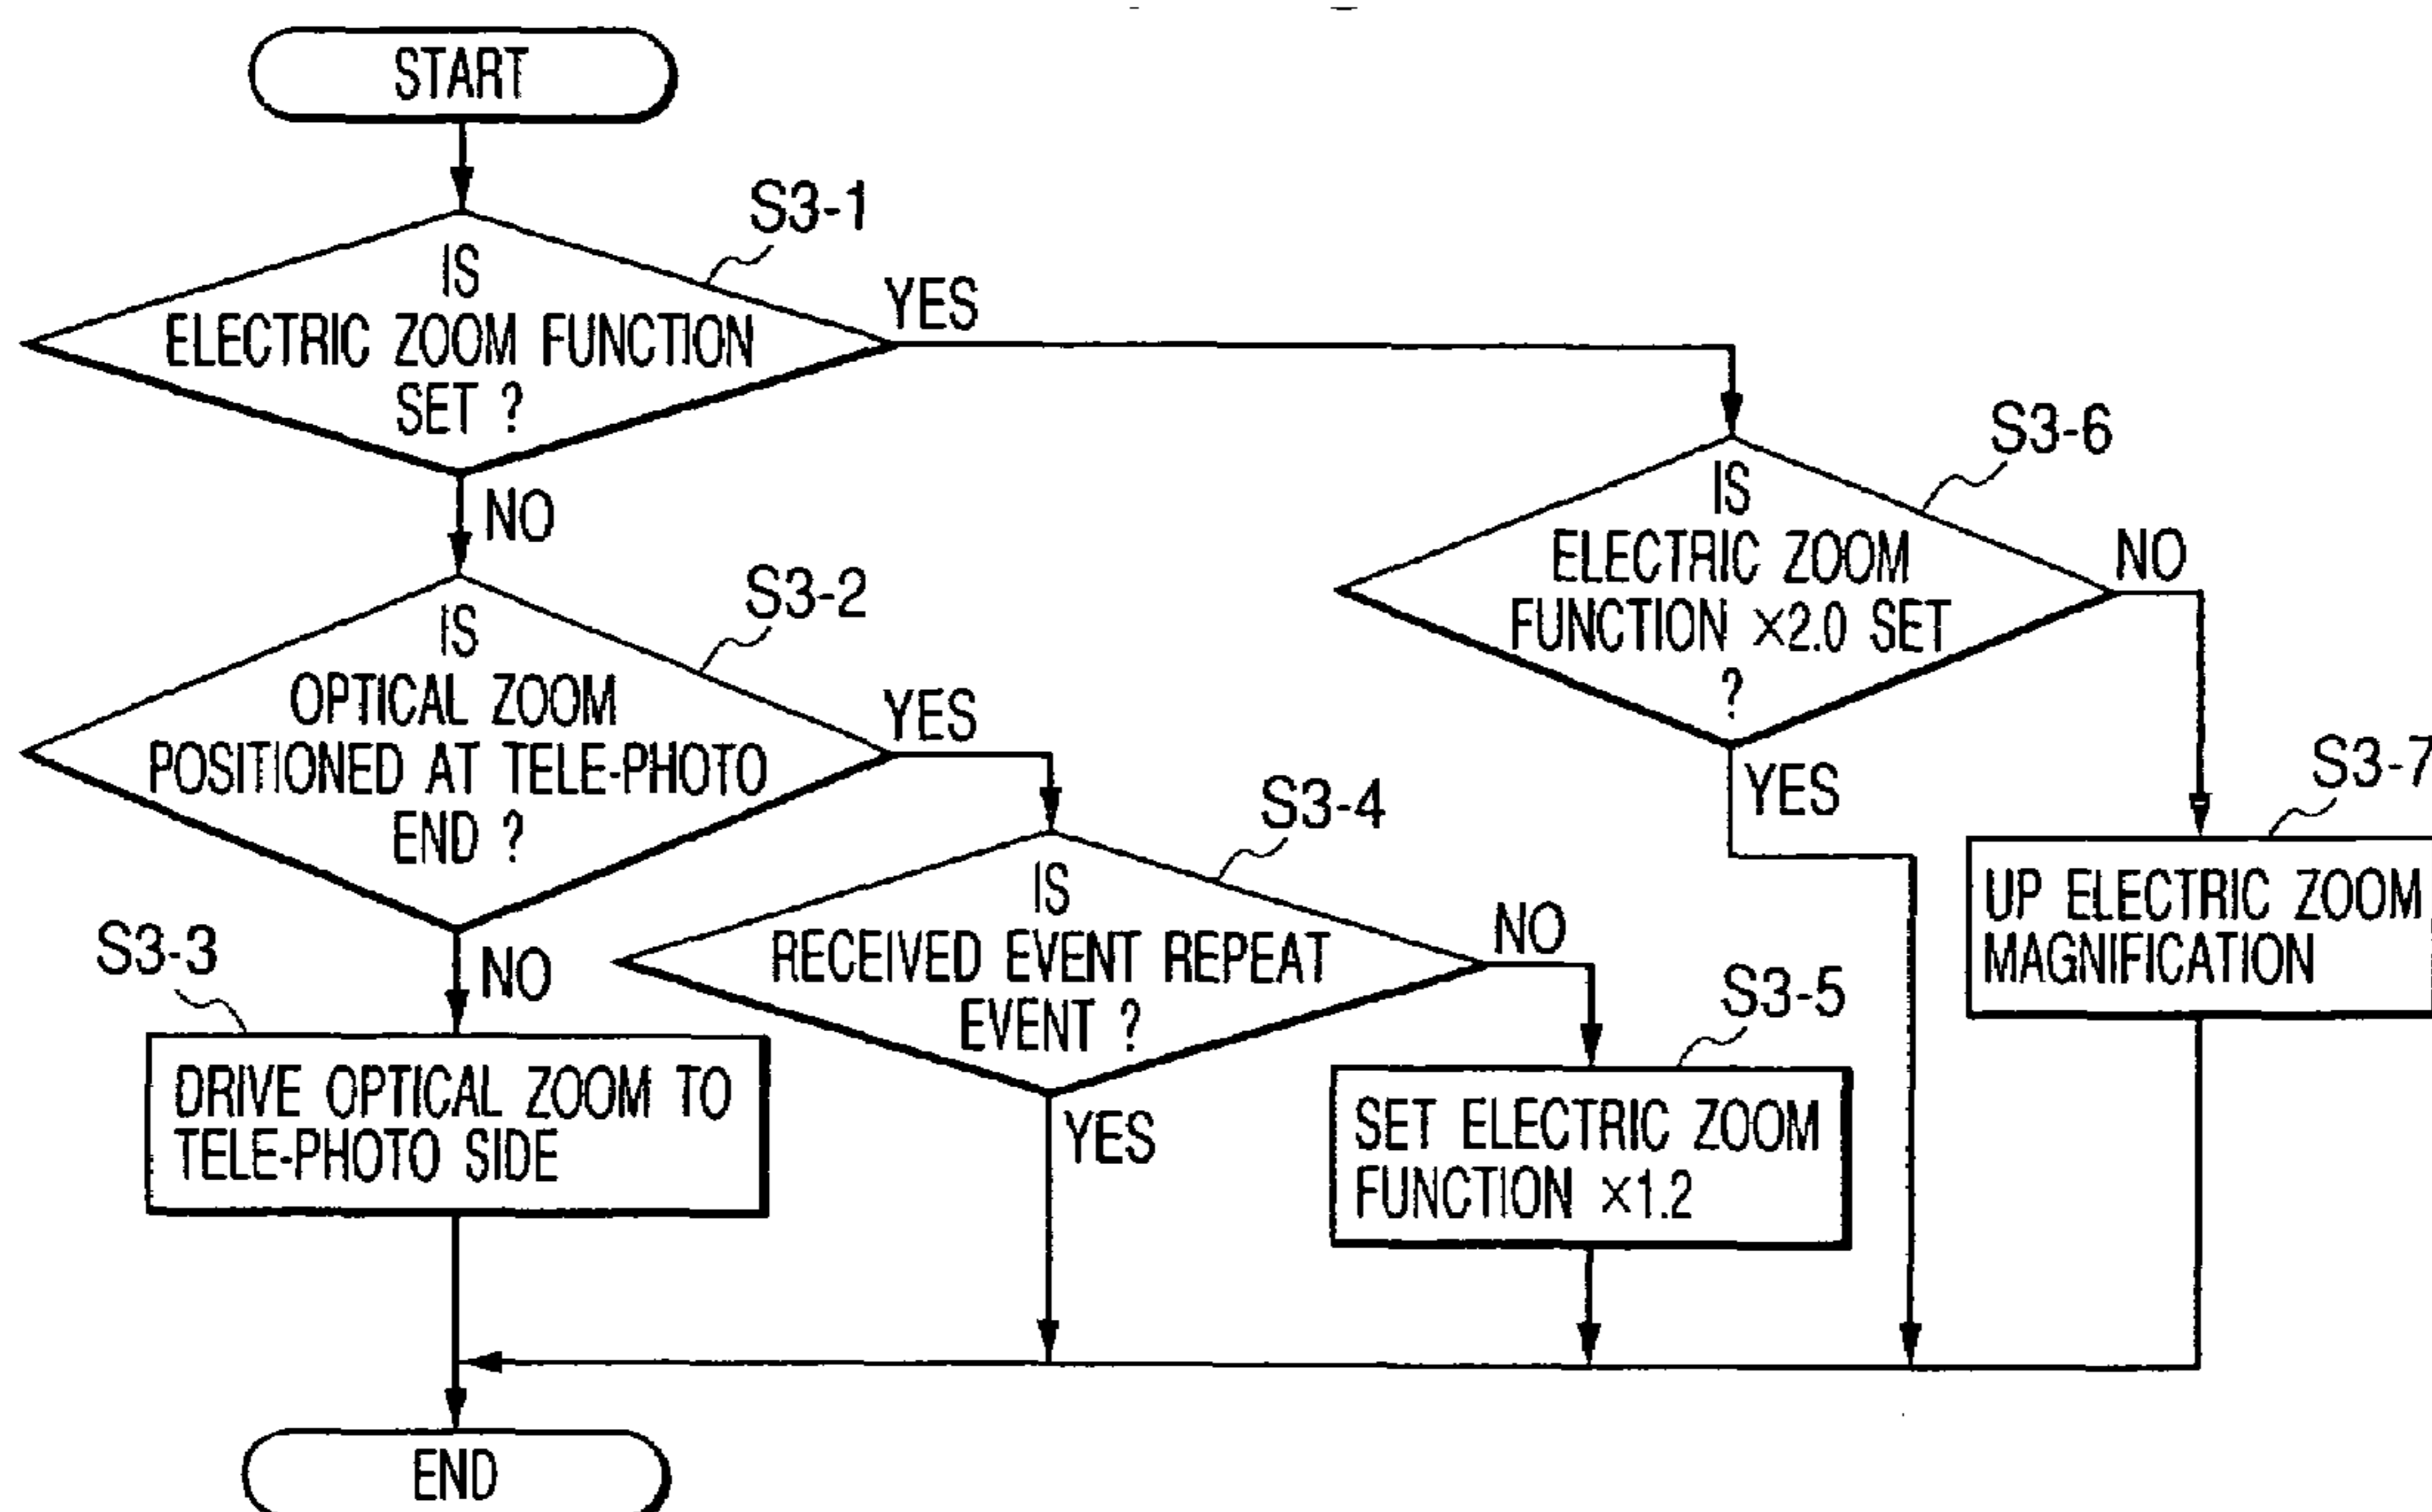 START
S3-1
IS
ELECTRIC ZOOM FUNCTION
SET ?
YES
NO
S3-2
IS
OPTICAL ZOOM
POSITIONED AT TELE-PHOTO
END ?
YES
NO
S3-3
DRIVE OPTICAL ZOOM TO
TELE-PHOTO SIDE
S3-4
IS
RECEIVED EVENT REPEAT
EVENT ?
NO
YES
S3-5
SET ELECTRIC ZOOM
FUNCTION ×1.2
S3-6
IS
ELECTRIC ZOOM
FUNCTION ×2.0 SET
?
NO
YES
S3-7
UP ELECTRIC ZOOM
MAGNIFICATION
END